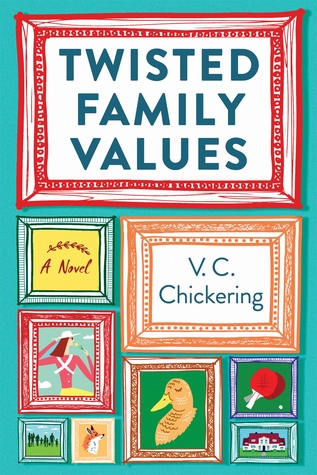 TWISTED
FAMILY
VALUES
A Novel
V. C.
Chickering